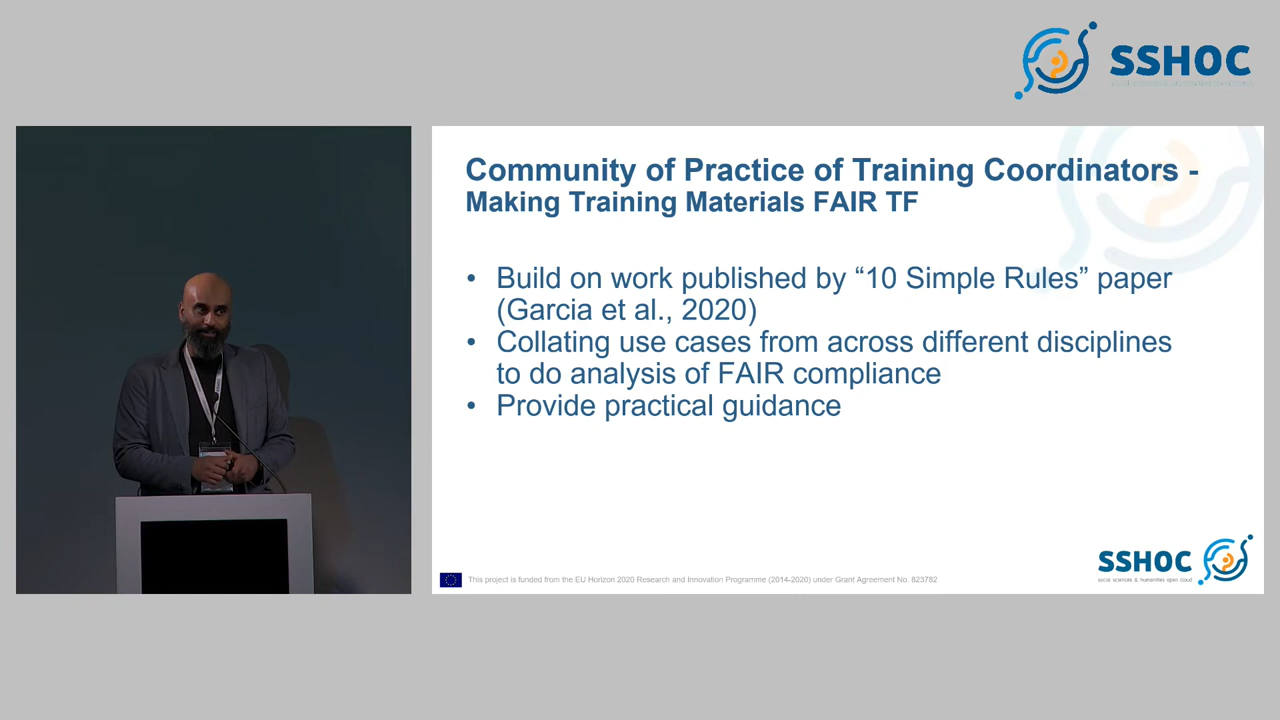 SSHOC
Community of Practice of Training Coordinators -
Making Training Materials FAIR TF
• Build on work published by “10 Simple Rules” paper
(Garcia et al., 2020)
• Collating use cases from across different disciplines
to do analysis of FAIR compliance
• Provide practical guidance
SSHOC
social sciences & humanities open cloud
This project is funded from the EU Horizon 2020 Research and Innovation Programme (2014-2020) under Grant Agreement No. 823782